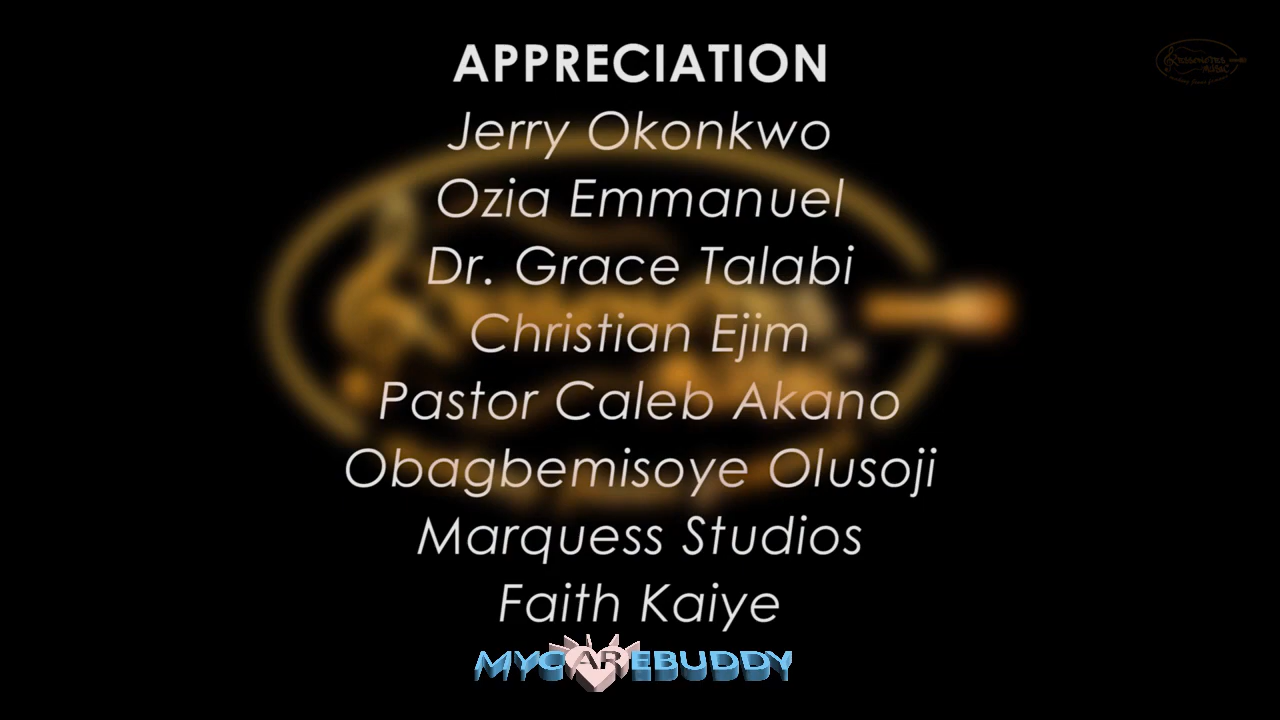 APPRECIATION
Jerry Okonkwo
Ozia Emmanuel
Dr. Grace Talabi
Christian Ejim
Pastor Caleb Akano
Obagbemisoye Olusoji
Marquess Studios
Faith Kaiye
MYCAREBUDDY